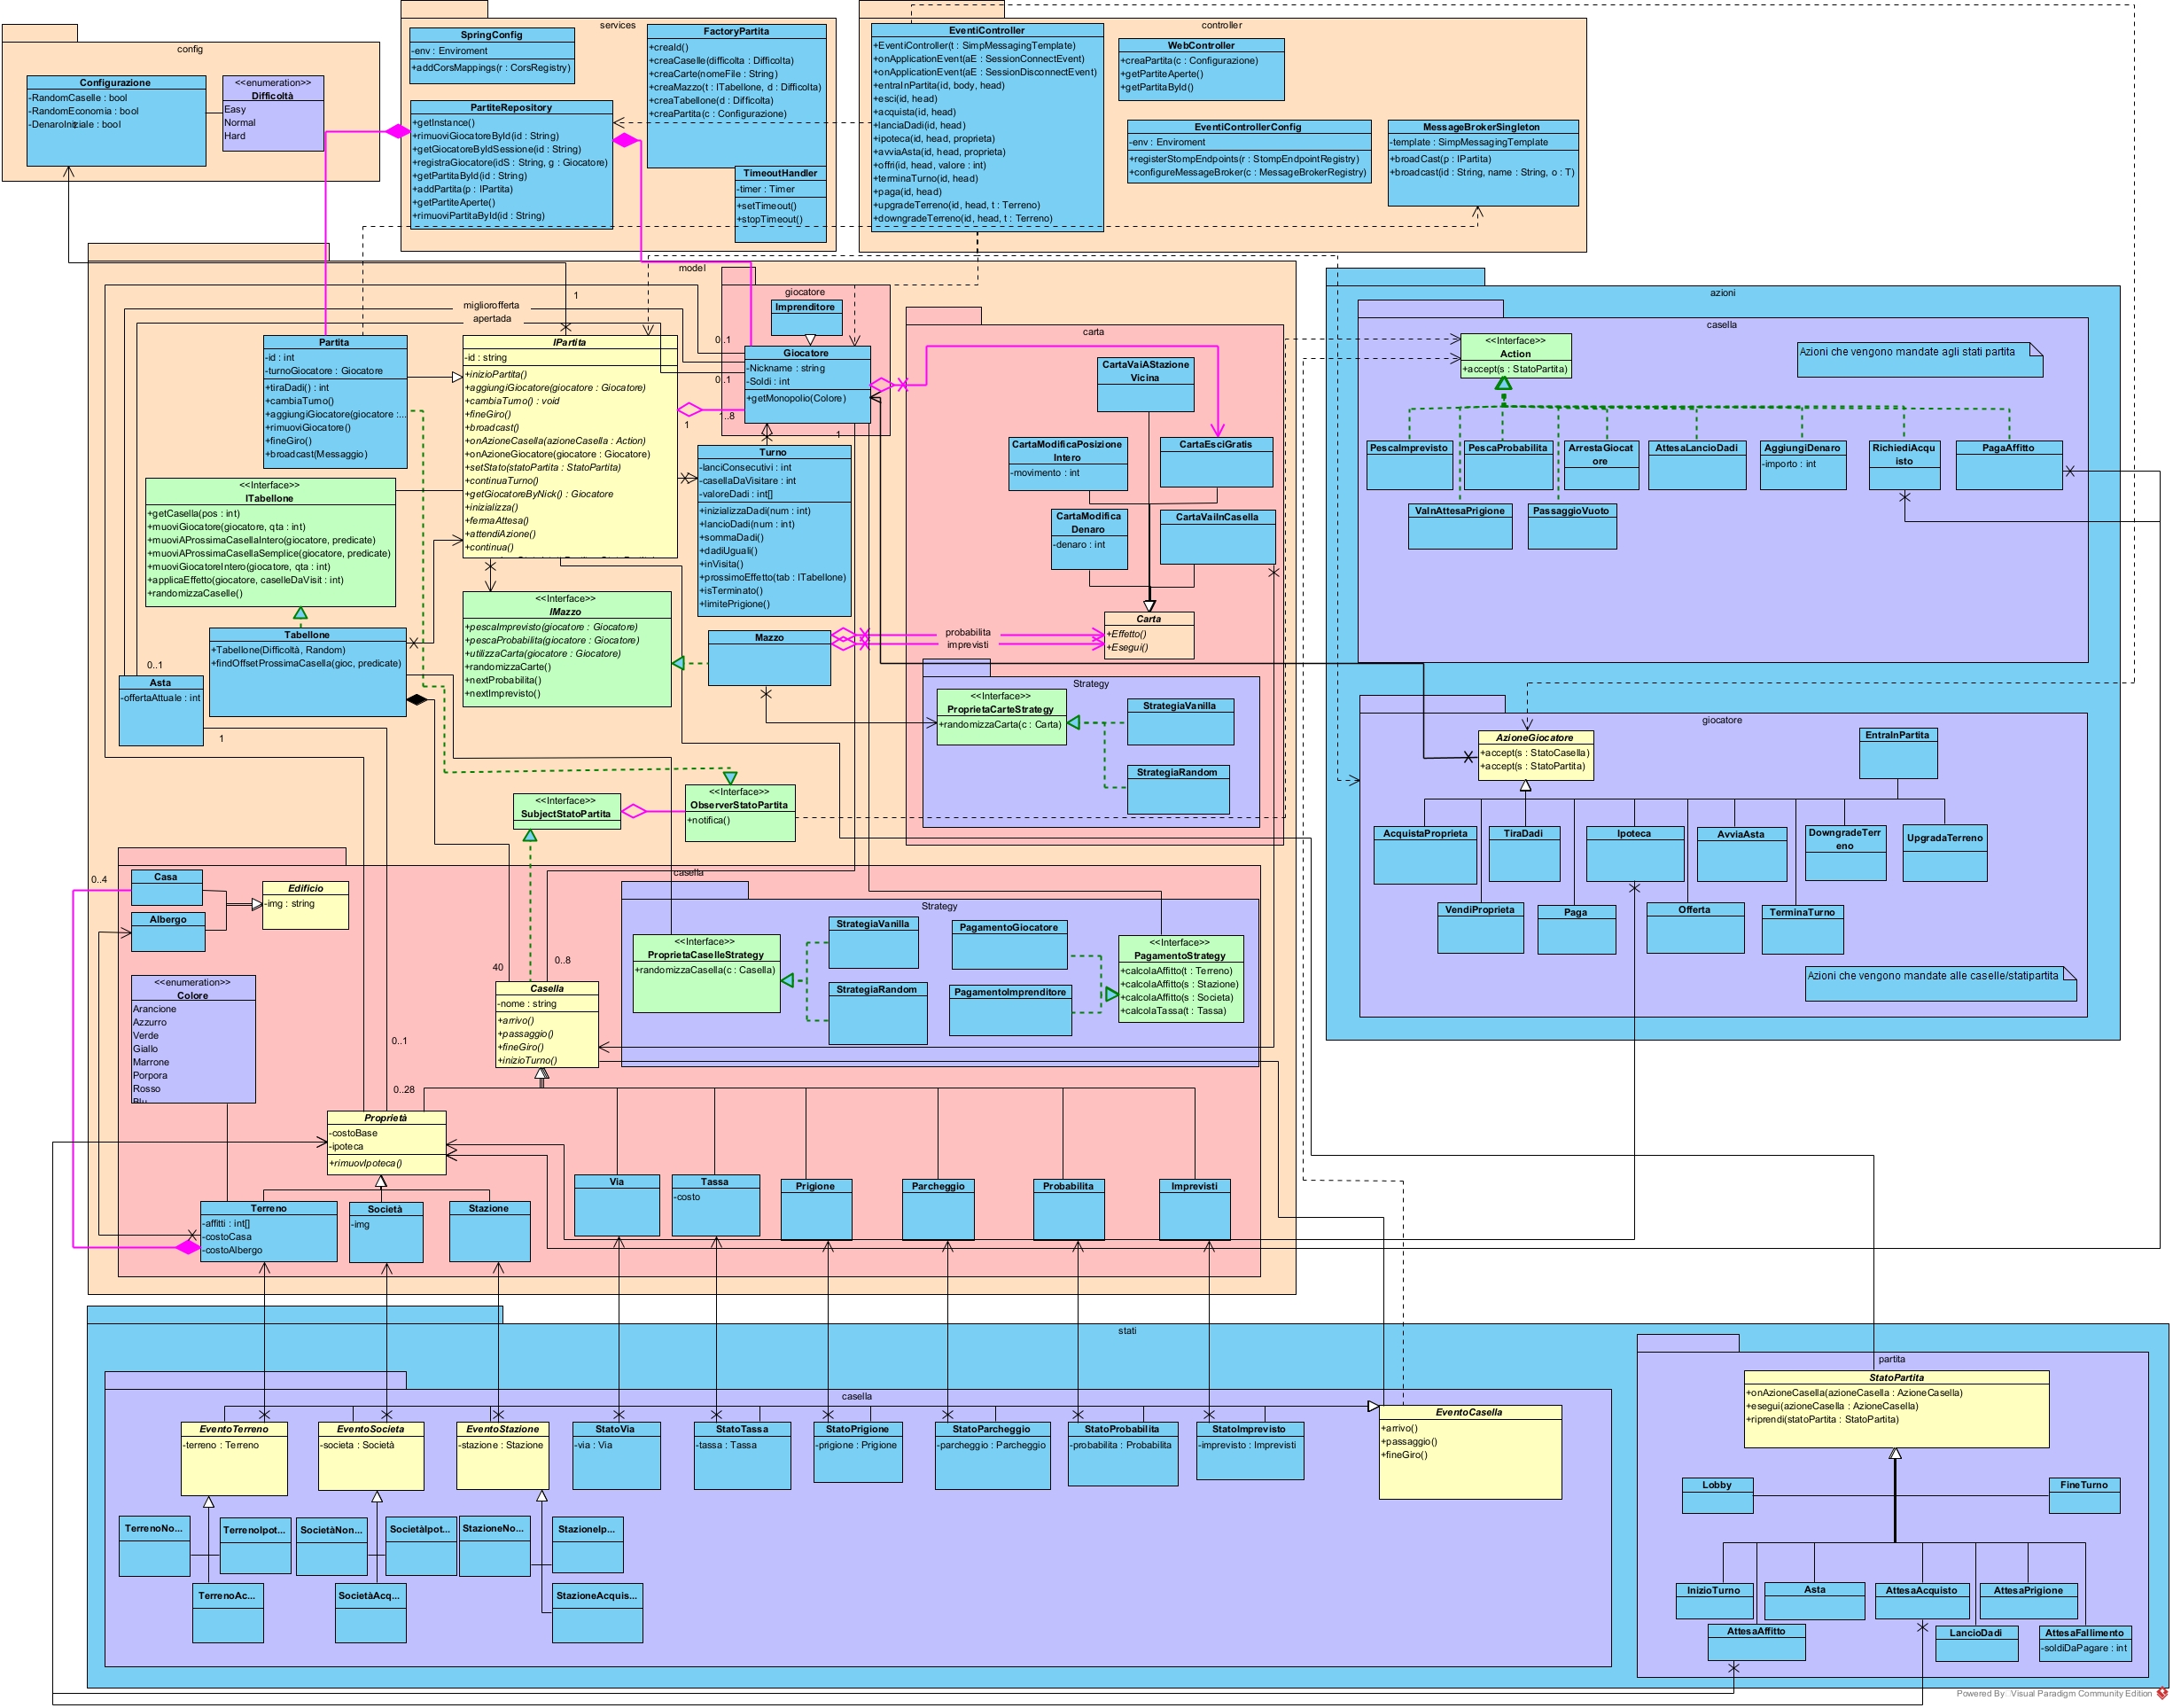 config
Configurazione
-RandomCaselle : bool
-RandomEconomia : bool
-DenaroIniziale : bool
<<enumeration>>
Difficoltà
Easy
Normal
Hard
services
SpringConfig
-env : Enviroment
+addCorsMappings(r : CorsRegistry)
PartiteRepository
+getInstance()
+rimuoviGiocatoreById(id : String)
+getGiocatoreByIdSessione(id : String)
+registraGiocatore(idS : String, g : Giocatore)
+getPartitaById(id : String)
+addPartita(p : IPartita)
+getPartiteAperte()
+rimuoviPartitaById(id : String)
FactoryPartita
+creaId()
+creaCaselle(difficolta : Difficolta)
+creaCarte(nomeFile : String)
+creaMazzo(t : ITabellone, d : Difficolta)
+creaTabellone(d : Difficolta)
+creaPartita(c : Configurazione)
TimeoutHandler
-timer : Timer
+setTimeout()
+stopTimeout()
controller
EventiController
+EventiController(t : SimpMessagingTemplate)
+onApplicationEvent(aE : SessionConnectEvent)
+onApplicationEvent(aE : SessionDisconnectEvent)
+entraInPartita(id, body, head)
+esci(id, head)
+acquista(id, head)
+lanciaDadi(id, head)
+ipoteca(id, head, proprieta)
+avviaAsta(id, head, proprieta)
+offri(id, head, valore : int)
+terminaTurno(id, head)
+paga(id, head)
+upgradeTerreno(id, head, t : Terreno)
+downgradeTerreno(id, head, t : Terreno)
WebController
+creaPartita(c : Configurazione)
+getPartiteAperte()
+getPartitaById()
EventiControllerConfig
-env : Enviroment
+registerStompEndpoints(r : StompEndpointRegistry)
+configureMessageBroker(c : MessageBrokerRegistry)
MessageBrokerSingleton
-template : SimpMessagingTemplate
+broadCast(p : IPartita)
+broadcast(id : String, name : String, o : T)
model
1
migliorofferta
apertada
Partita
-id : int
-turnoGiocatore : Giocatore
+tiraDadi() : int
+cambiaTurno()
+aggiungiGiocatore(giocatore :...
+rimuoviGiocatore()
+fineGiro()
+broadcast(Messaggio)
IPartita
-id : string
+inizioPartita()
+aggiungiGiocatore(giocatore : Giocatore)
+cambiaTurno() : void
+fineGiro()
+broadcast()
+onAzioneCasella(azioneCasella : Action)
+onAzioneGiocatore(giocatore : Giocatore)
+setStato(statoPartita : StatoPartita)
+continuaTurno()
+getGiocatoreByNick() : Giocatore
+inizializza()
+fermaAttesa()
+attendiAzione()
+continua()
giocatore
Imprenditore
0..1
0..1
Giocatore
-Nickname : string
-Soldi : int
+getMonopolio(Colore)
1..8
1
1
Turno
-lanciConsecutivi : int
-casellaDaVisitare : int
-valoreDadi : int[]
+inizializzaDadi(num : int)
+lancioDadi(num : int)
+sommaDadi()
+dadiUguali()
+inVisita()
+prossimoEffetto(tab : ITabellone)
+isTerminato()
+limitePrigione()
<<Interface>>
ITabellone
+getCasella(pos : int)
+muoviGiocatore(giocatore, qta : int)
+muoviAProssimaCasellaIntero(giocatore, predicate)
+muoviAProssimaCasellaSemplice(giocatore, predicate)
+muoviGiocatoreIntero(giocatore, qta : int)
+applicaEffetto(giocatore, caselleDaVisit : int)
+randomizzaCaselle()
Tabellone
+Tabellone(Difficoltà, Random)
+findOffsetProssimaCasella(gioc, predicate)
0..1
Asta
-offertaAttuale : int
1
<<Interface>>
IMazzo
+pescaImprevisto(giocatore : Giocatore)
+pescaProbabilita(giocatore : Giocatore)
+utilizzaCarta(giocatore : Giocatore)
+randomizzaCarte()
+nextProbabilita()
+nextImprevisto()
Mazzo
probabilita
imprevisti
carta
CartaVaiAStazione
Vicina
CartaModificaPosizione
Intero
-movimento : int
CartaEsciGratis
CartaModifica
Denaro
-denaro : int
CartaVaiInCasella
Carta
+Effetto()
+Esegui()
Strategy
<<Interface>>
ProprietaCarteStrategy
+randomizzaCarta(c : Carta)
StrategiaVanilla
StrategiaRandom
<<Interface>>
SubjectStatoPartita
<<Interface>>
ObserverStatoPartita
+notifica()
casella
0..4
Casa
Albergo
Edificio
-img : string
<<enumeration>>
Colore
Arancione
Azzurro
Verde
Giallo
Marrone
Porpora
Rosso
Blu
40
0..8
0..1
0..28
Casella
-nome : string
+arrivo()
+passaggio()
+fineGiro()
+inizioTurno()
Strategy
<<Interface>>
ProprietaCaselleStrategy
+randomizzaCasella(c : Casella)
StrategiaVanilla
StrategiaRandom
PagamentoGiocatore
PagamentoImprenditore
<<Interface>>
PagamentoStrategy
+calcolaAffitto(t : Terreno)
+calcolaAffitto(s : Stazione)
+calcolaAffitto(s : Societa)
+calcolaTassa(t : Tassa)
Proprietà
-costoBase
-ipoteca
+rimuovIpoteca()
Terreno
-affitti : int[]
-costoCasa
-costoAlbergo
Società
-img
Stazione
Via
Tassa
-costo
Prigione
Parcheggio
Probabilita
Imprevisti
azioni
casella
<<Interface>>
Action
+accept(s : StatoPartita)
Azioni che vengono mandate agli stati partita
PescaImprevisto
PescaProbabilita
ArrestaGiocat
ore
AttesaLancioDadi
AggiungiDenaro
-importo : int
RichiediAcqu
isto
PagaAffitto
VaInAttesaPrigione
PassaggioVuoto
giocatore
AzioneGiocatore
+accept(s : StatoCasella)
+accept(s : StatoPartita)
EntraInPartita
AcquistaProprieta
TiraDadi
Ipoteca
AvviaAsta
DowngradeTerr
eno
UpgradaTerreno
VendiProprieta
Paga
Offerta
TerminaTurno
Azioni che vengono mandate alle caselle/statipartita
stati
casella
EventoTerreno
-terreno : Terreno
EventoSocieta
-societa : Società
EventoStazione
-stazione : Stazione
StatoVia
-via : Via
StatoTassa
-tassa : Tassa
StatoPrigione
-prigione : Prigione
StatoParcheggio
-parcheggio : Parcheggio
StatoProbabilita
-probabilita : Probabilita
StatoImprevisto
-imprevisto : Imprevisti
EventoCasella
+arrivo()
+passaggio()
+fineGiro()
TerrenoNo...
TerrenoIpot...
TerrenoAc...
SocietàNon...
SocietàIpot...
SocietàAcq...
StazioneNo...
StazioneIp...
StazioneAcquis...
partita
StatoPartita
+onAzioneCasella(azioneCasella : AzioneCasella)
+esegui(azioneCasella : AzioneCasella)
+riprendi(statoPartita : StatoPartita)
Lobby
FineTurno
InizioTurno
Asta
AttesaAcquisto
AttesaPrigione
AttesaAffitto
LancioDadi
AttesaFallimento
-soldiDaPagare : int
Powered By Visual Paradigm Community Edition